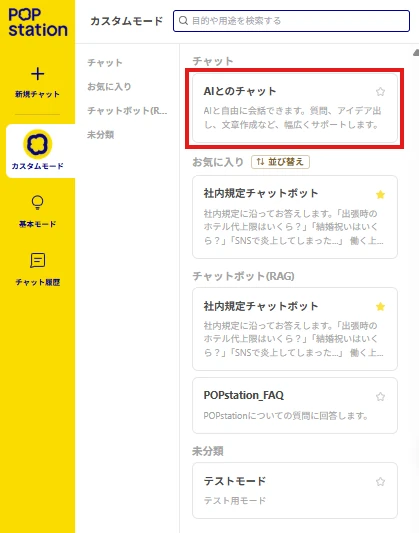 POP
station
新規チャット
カスタムモード
基本モード
チャット履歴
カスタムモード
目的や用途を検索する
チャット
お気に入り
チャットボット(R...
未分類
チャット
AIとのチャット
AIと自由に会話できます。質問、アイデア出
し、文章作成など、幅広くサポートします。
お気に入り
並び替え
社内規定チャットボット
社内規定に沿ってお答えします。「出張時の
ホテル代上限はいくら？」「結婚祝いはいく
ら？」「SNSで炎上してしまった...」 働く上...
チャットボット(RAG)
社内規定チャットボット
社内規定に沿ってお答えします。「出張時の
ホテル代上限はいくら？」「結婚祝いはいく
ら？」「SNSで炎上してしまった...」 働く上...
POPstation_FAQ
POPstationについての質問に回答します。
未分類
テストモード
テスト用モード